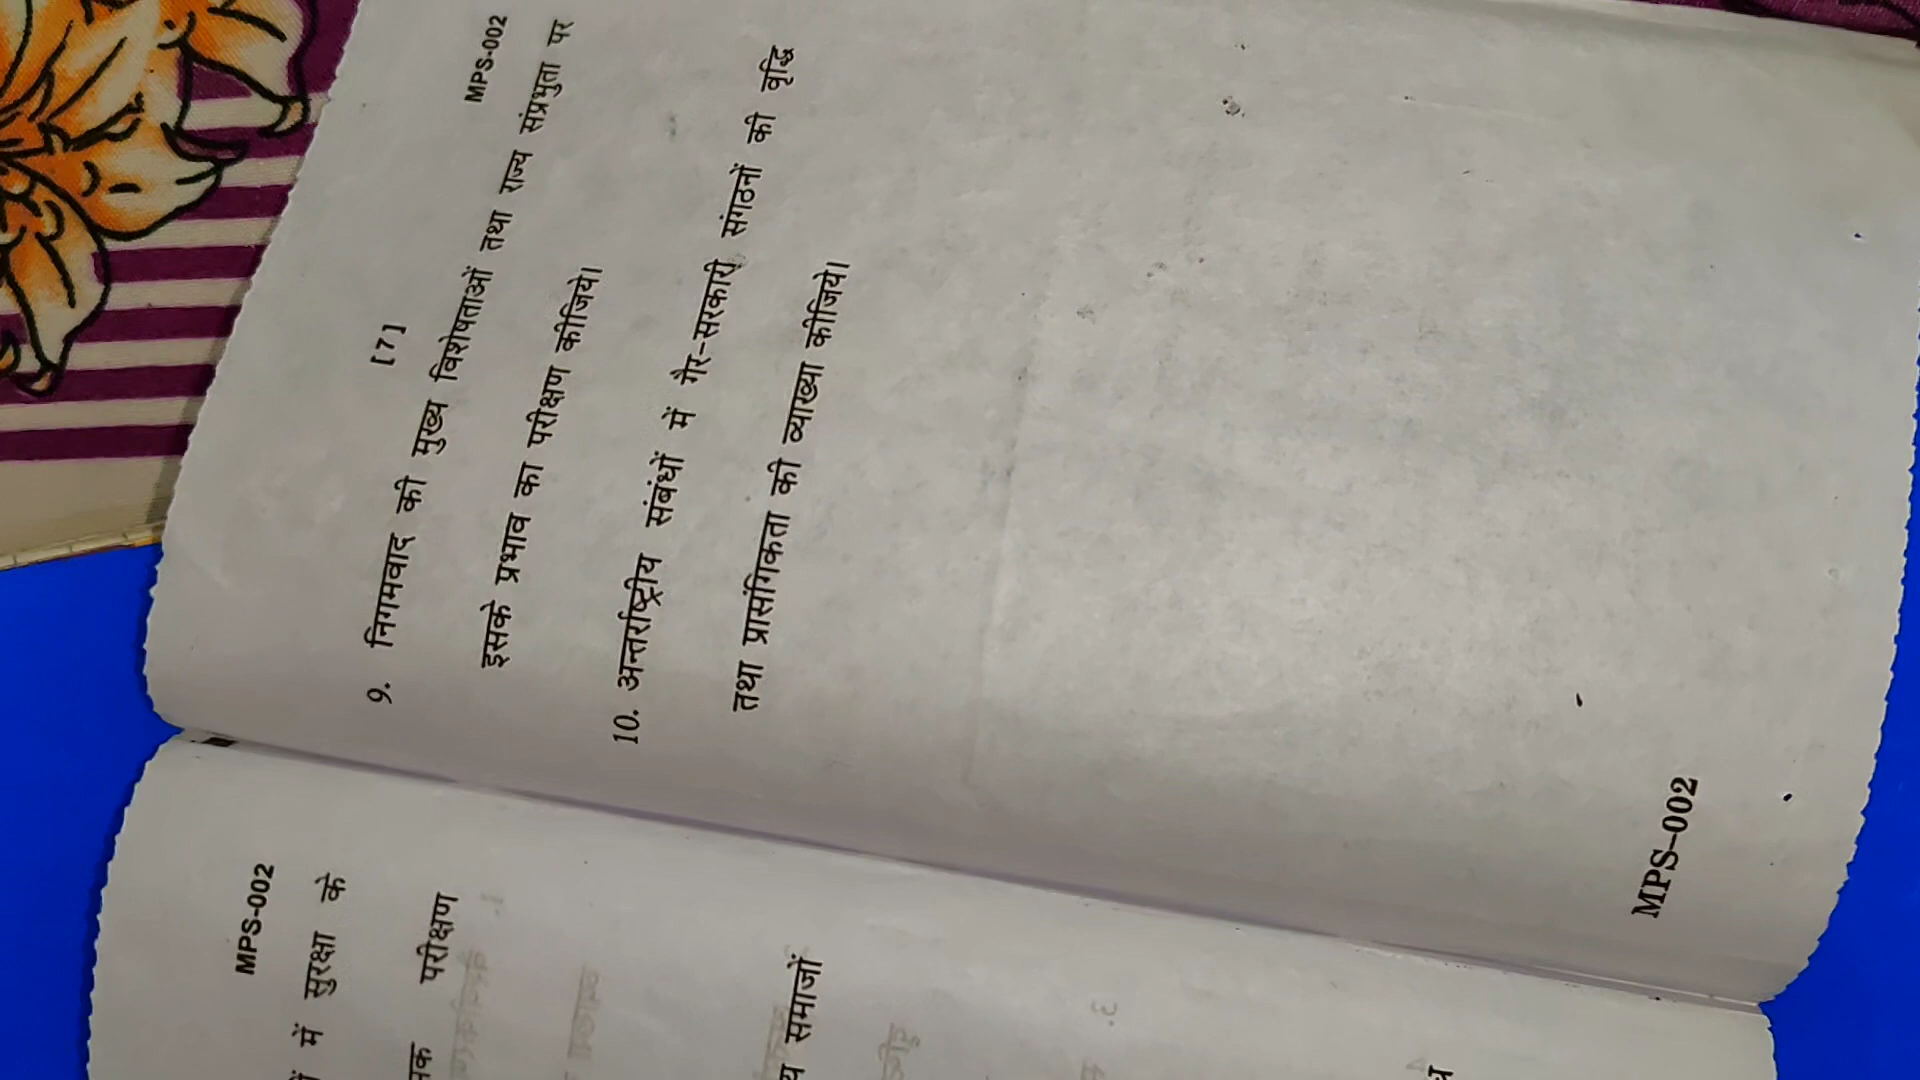 MPS-002
में सुरक्षा के
परीक्षण
समाजों
[7]
MPS-002
9. निगमवाद की मुख्य विशेषताओं तथा राज्य संप्रभुता पर
इसके प्रभाव का परीक्षण कीजिये।
10. अन्तर्राष्ट्रीय संबंधों में गैर-सरकारी संगठनों की वृद्धि
तथा प्रासंगिकता की व्याख्या कीजिये।
MPS–002